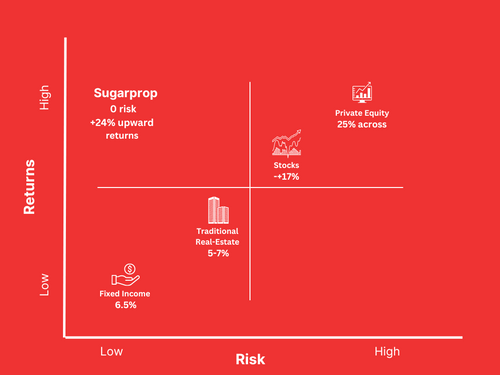 High
Sugarprop
0 risk
+24% upward
returns
Private Equity
25% across
Stocks
~+17%
Returns
Traditional
Real-Estate
5-7%
Low
Fixed Income
6.5%
Low
Risk
High